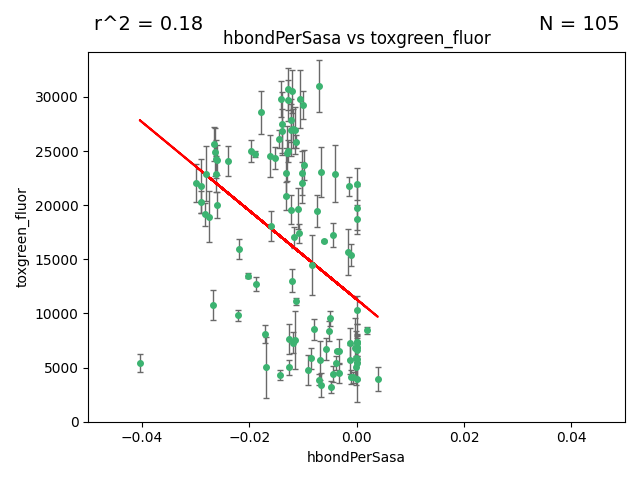 r^2 = 0.18
N = 105
hbondPerSasa vs toxgreen_fluor
toxgreen_fluor
30000
25000
20000
15000
10000
5000
0
−0.04
−0.02
0.00
0.02
0.04
hbondPerSasa